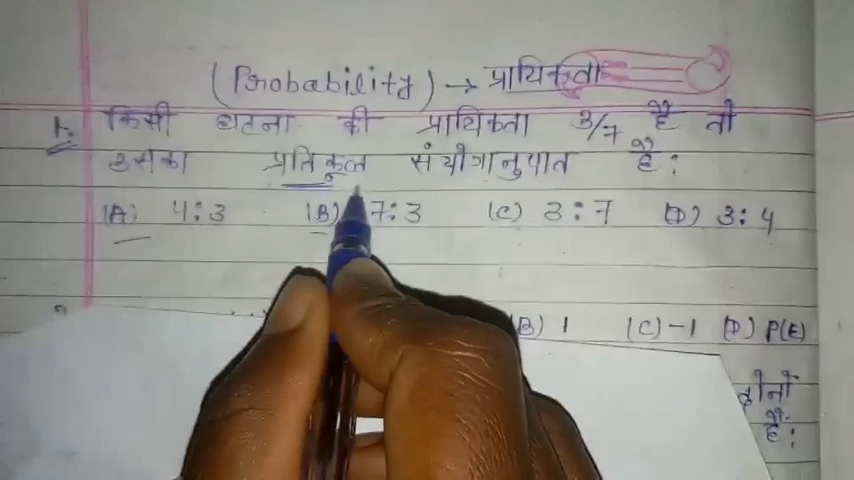 (Probability) → प्रायिकता
1. किसी घटना की प्रायिकता 3/7 है तो
उसका प्रतिकूल संयोगानुपात है:
(A) 4:3 (B) 7:3 (C) 3:7 (D) 3:4
(B) 1 (C) -1 (D) P(E)
दोनों
है: